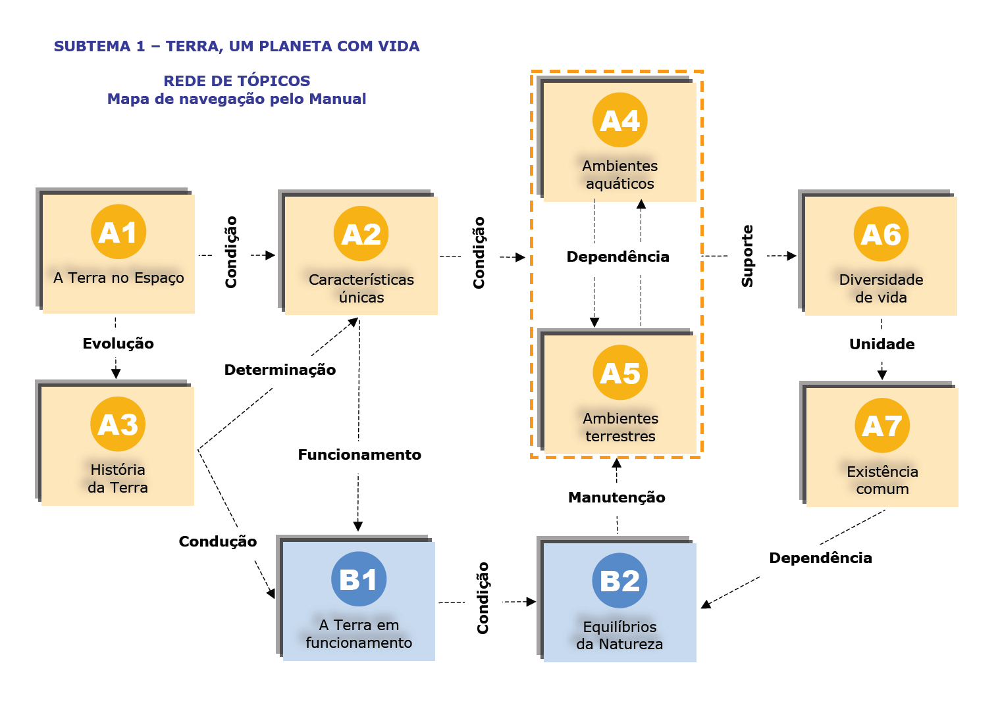 SUBTEMA 1 – TERRA, UM PLANETA COM VIDA
REDE DE TÓPICOS
Mapa de navegação pelo Manual
A1
A Terra no Espaço
Condição
A2
Características
únicas
Condição
A4
Ambientes
aquáticos
Dependência
A5
Ambientes
terrestres
Suporte
A6
Diversidade
de vida
Evolução
Determinação
Unidade
A3
História
da Terra
Funcionamento
A7
Existência
comum
Manutenção
Condução
Dependência
B1
A Terra em
funcionamento
Condição
B2
Equilíbrios
da Natureza